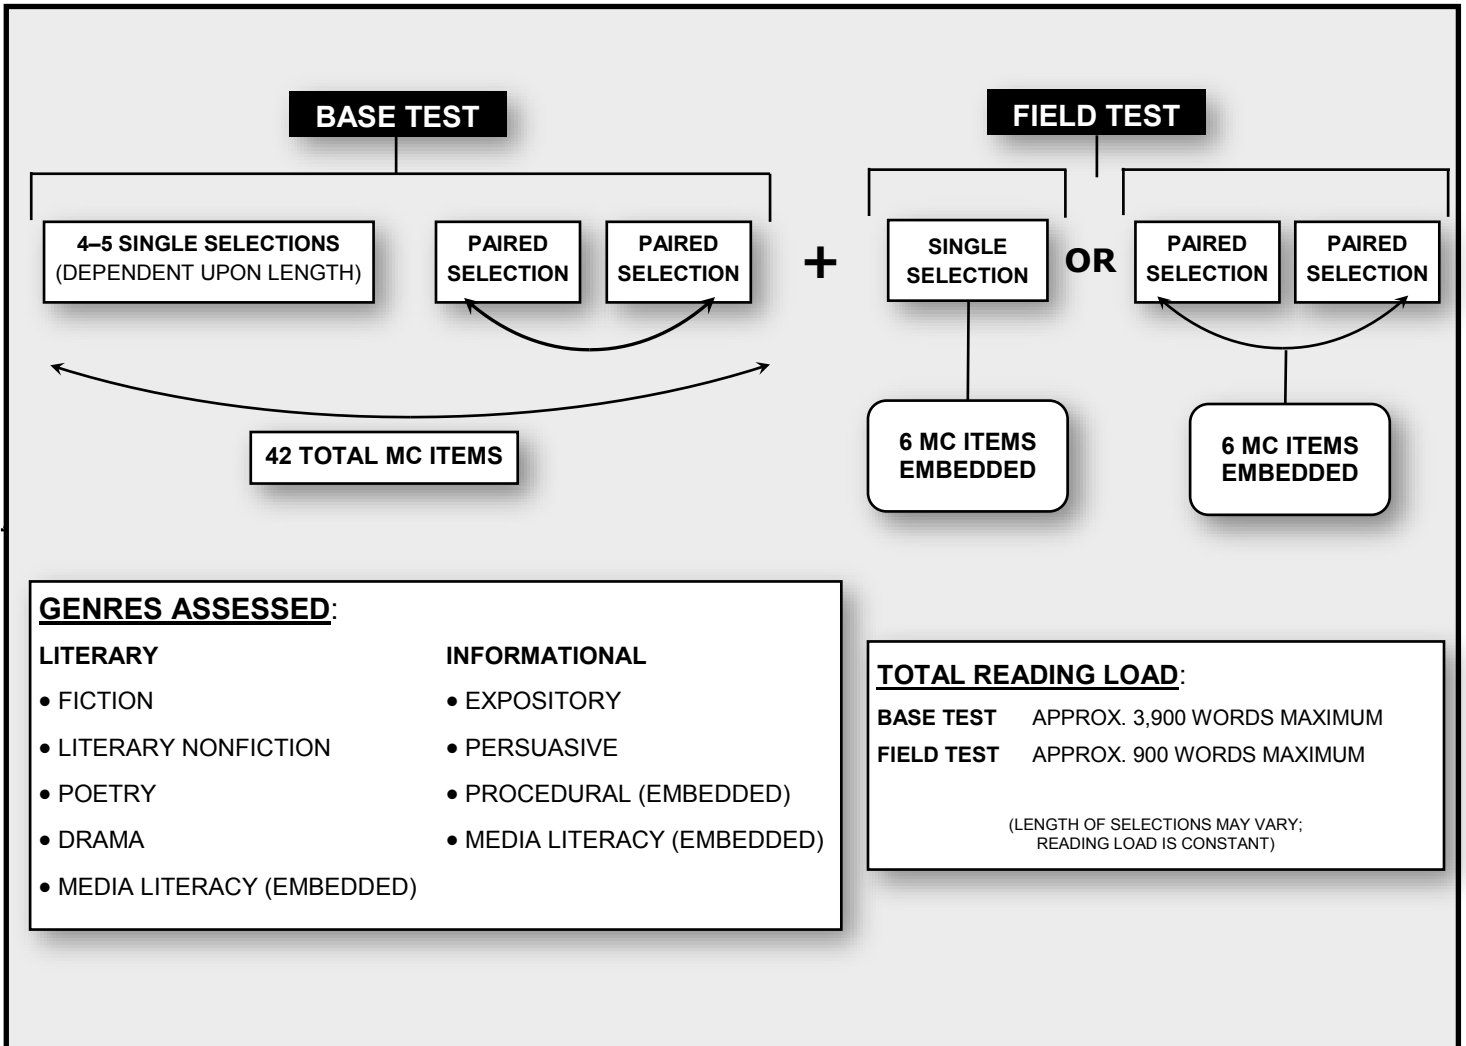 BASE TEST
FIELD TEST
4–5 SINGLE SELECTIONS
(DEPENDENT UPON LENGTH)
PAIRED
SELECTION
PAIRED
SELECTION
+
SINGLE
SELECTION
OR
PAIRED
SELECTION
PAIRED
SELECTION
42 TOTAL MC ITEMS
6 MC ITEMS
EMBEDDED
6 MC ITEMS
EMBEDDED
GENRES ASSESSED:
LITERARY
• FICTION
• LITERARY NONFICTION
• POETRY
• DRAMA
• MEDIA LITERACY (EMBEDDED)
INFORMATIONAL
• EXPOSITORY
• PERSUASIVE
• PROCEDURAL (EMBEDDED)
• MEDIA LITERACY (EMBEDDED)
TOTAL READING LOAD:
BASE TEST APPROX. 3,900 WORDS MAXIMUM
FIELD TEST APPROX. 900 WORDS MAXIMUM
(LENGTH OF SELECTIONS MAY VARY;
READING LOAD IS CONSTANT)